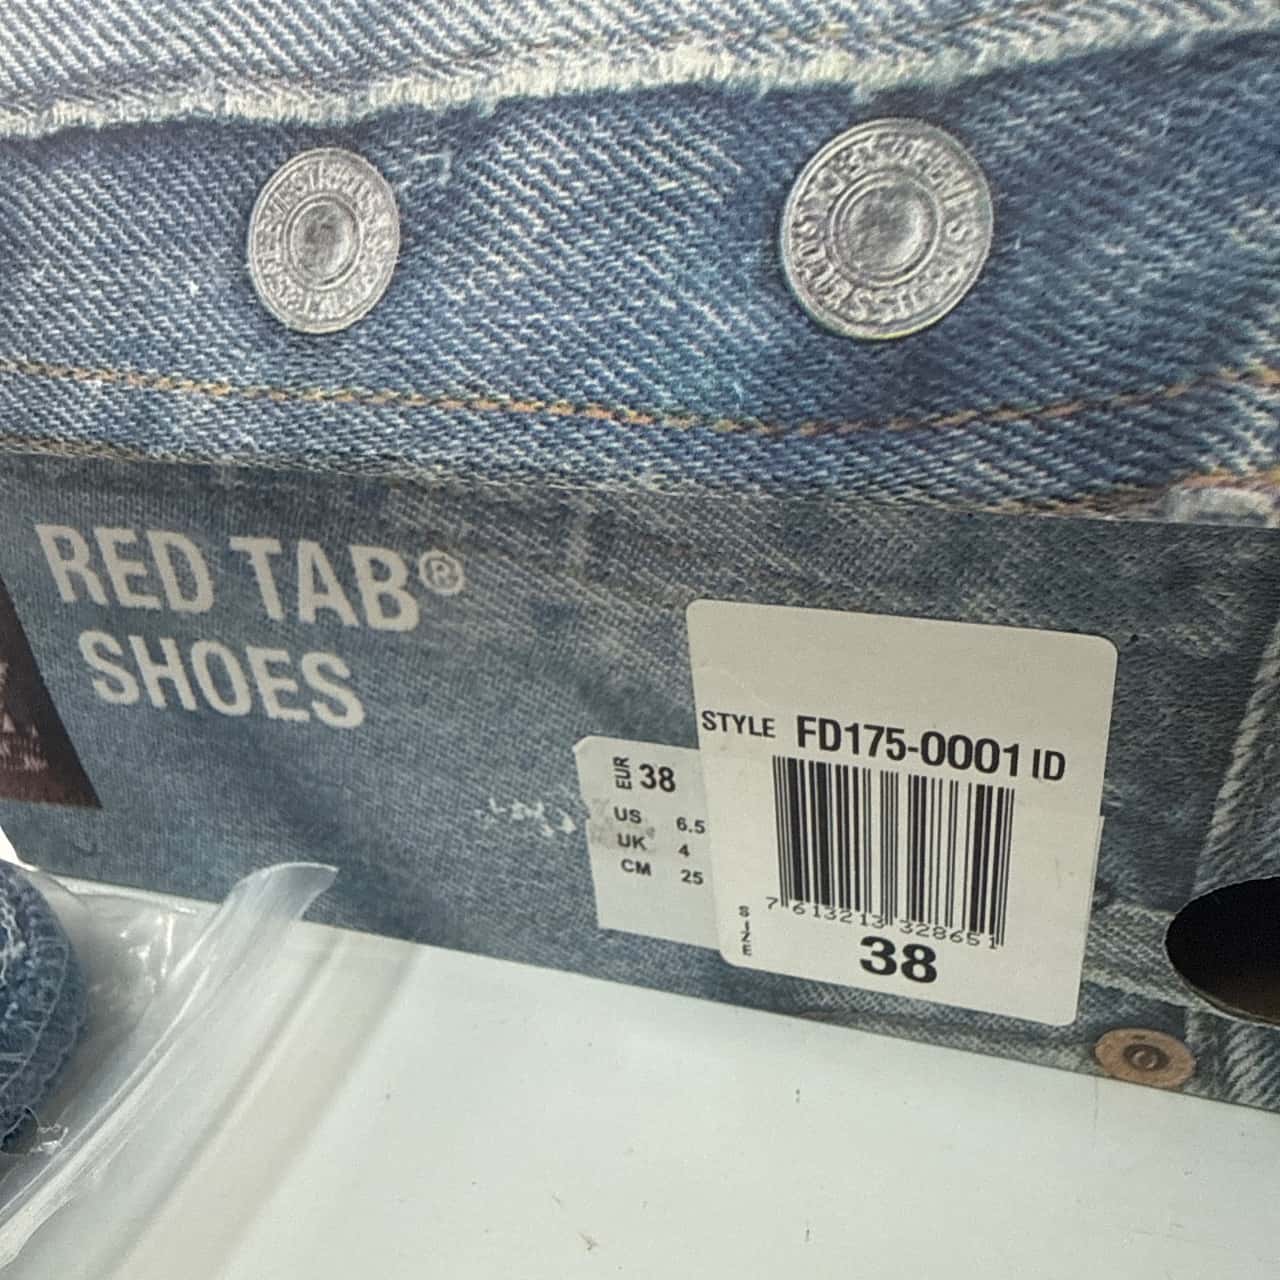 RED TAB®
SHOES
STYLE FD175-0001 ID
EUR 38
US 6.5
UK 4
CM 25
7 613213 328651
SIZE 38